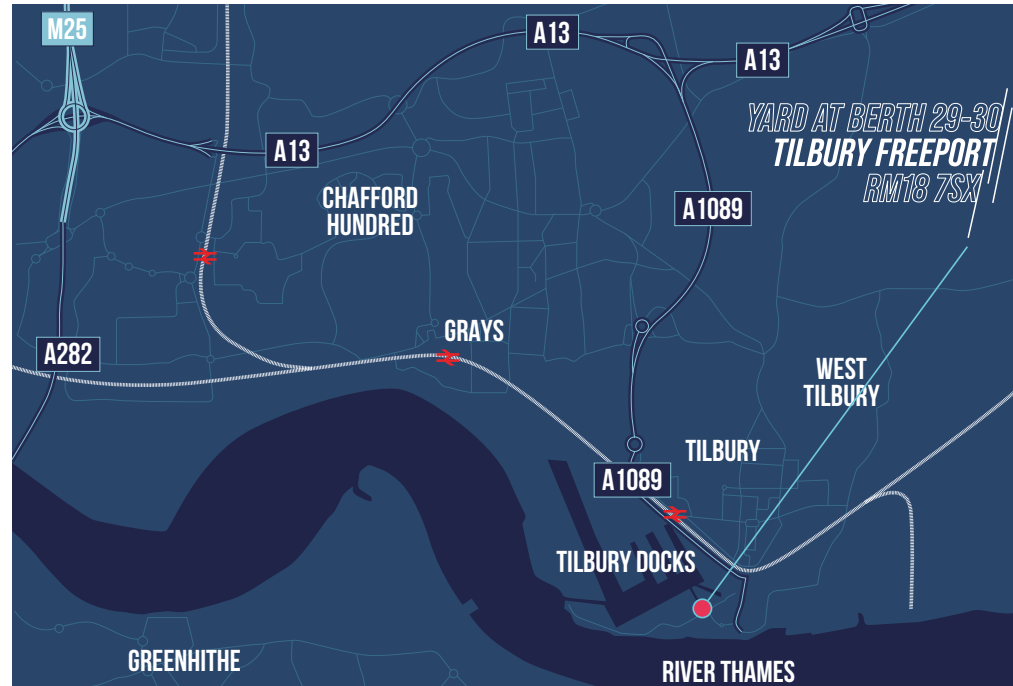 M25
A13
A13
YARD AT BERTH 29-30
TILBURY FREEPORT
RM18 7SX
A13
CHAFFORD
HUNDRED
A1089
GRAYS
A282
WEST
TILBURY
TILBURY
A1089
TILBURY DOCKS
GREENHITHE
RIVER THAMES